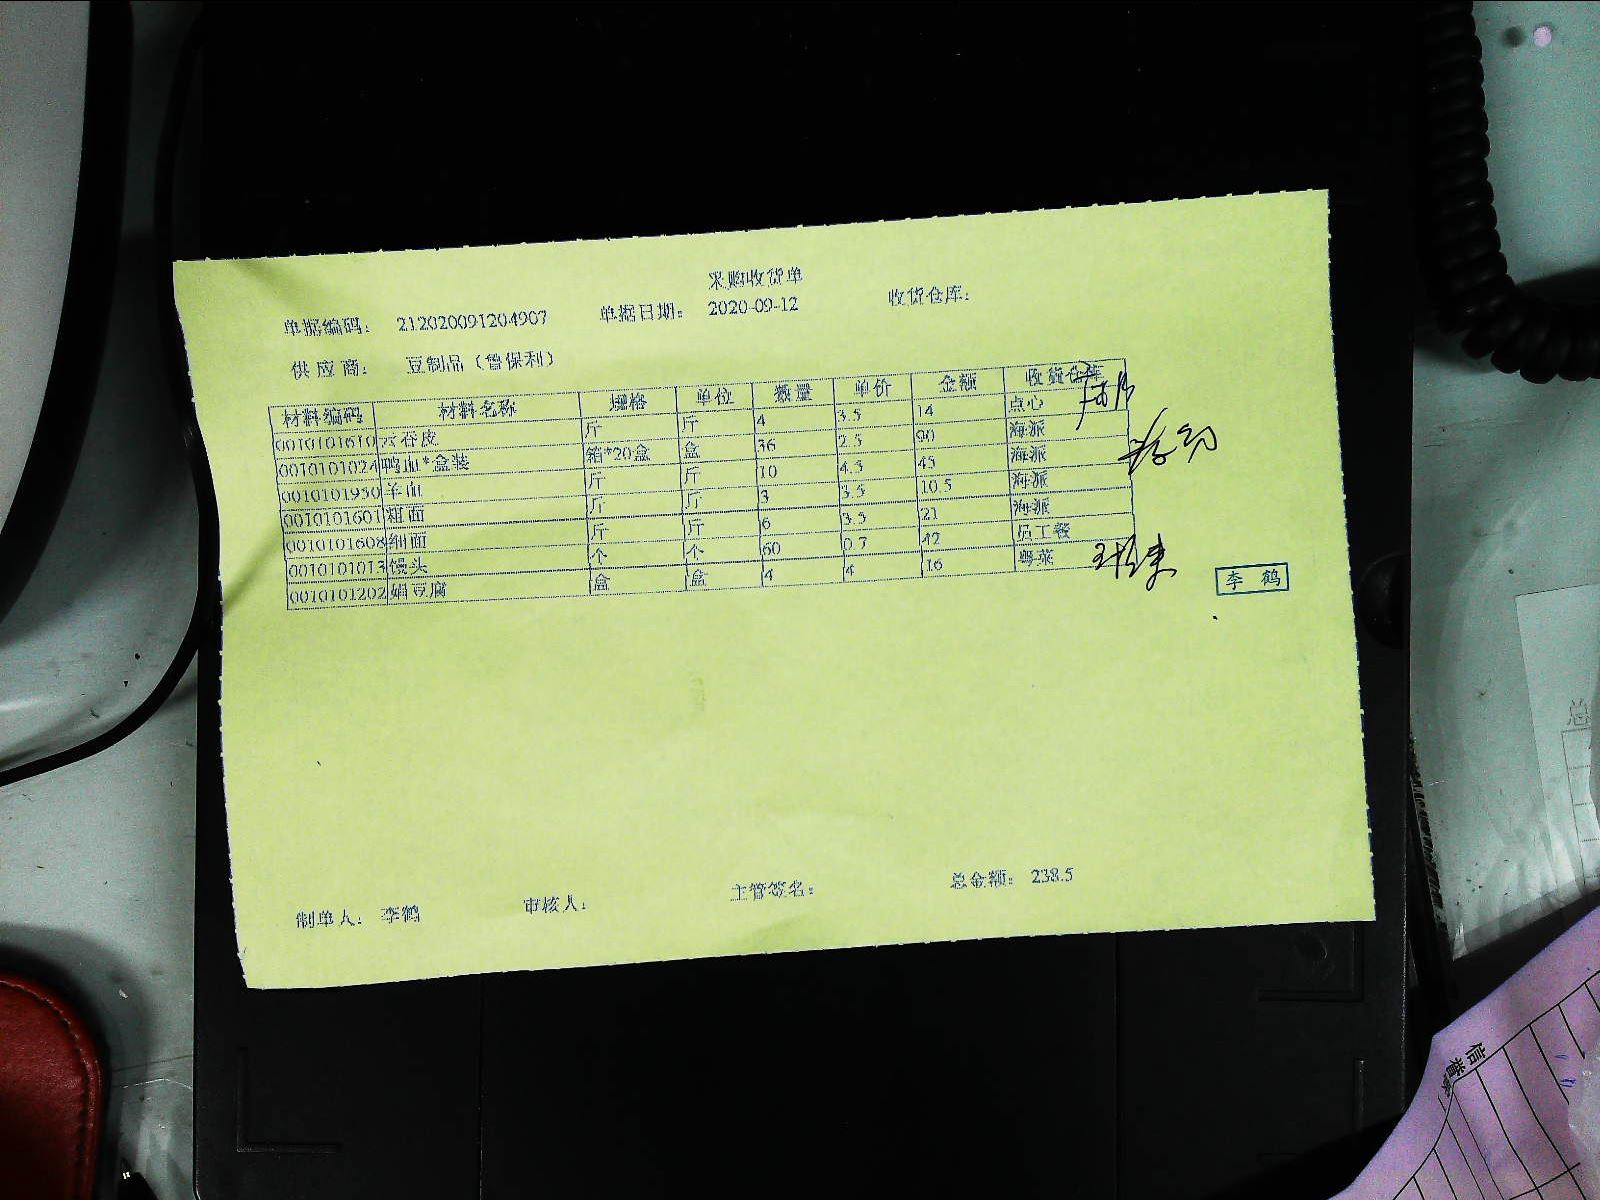 采购收货单
单据编码: 212020091204907 单据日期: 2020-09-12 收货仓库:
供应商: 豆制品(鲁保利)
材料编码 材料名称 规格 单位 数量 单价 金额 收货仓库
0010101610 云吞皮 斤 斤 4 3.5 14 点心
0010101024 鸭血*盒装 箱*20盒 盒 36 2.5 90 海派
0010101950 羊血 斤 斤 10 4.5 45 海派
0010101601 粗面 斤 斤 3 3.5 10.5 海派
0010101608 细面 斤 斤 6 3.5 21 海派
0010101013 馒头 个 个 60 0.7 42 员工餐
0010101202 娟豆腐 盒 盒 4 4 16 粤菜
李鹤
制单人: 李鹤 审核人: 主管签名: 总金额: 238.5
信誉
总